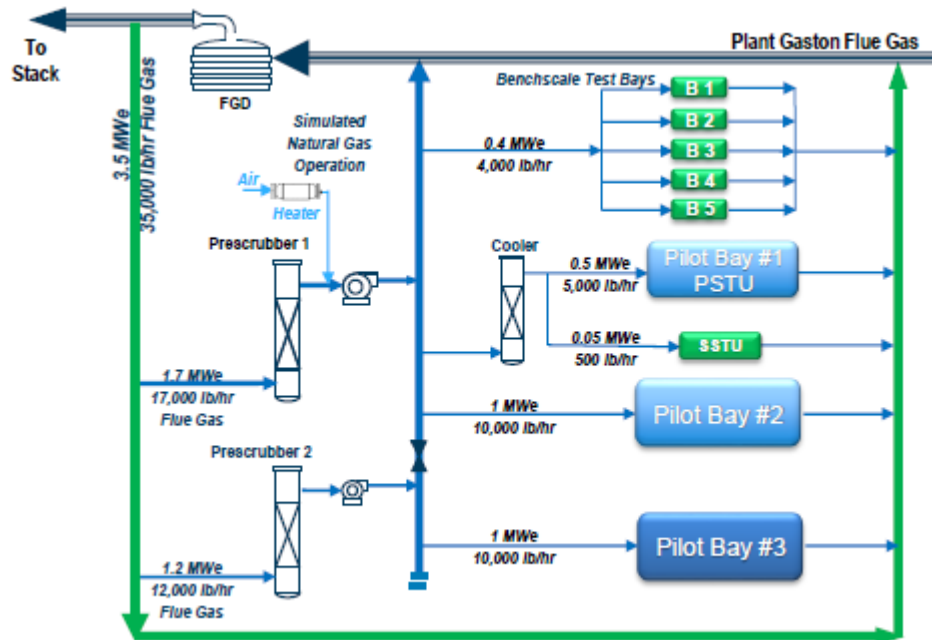 To
Stack
FGD
Plant Gaston Flue Gas
3.5 MWe
35,000 lb/hr Flue Gas
Simulated
Natural Gas
Operation
Air
Heater
Benchscale Test Bays
B 1
B 2
B 3
B 4
B 5
0.4 MWe
4,000 lb/hr
Prescrubber 1
1.7 MWe
17,000 lb/hr
Flue Gas
Cooler
0.5 MWe
5,000 lb/hr
Pilot Bay #1
PSTU
0.05 MWe
500 lb/hr
SSTU
1 MWe
10,000 lb/hr
Pilot Bay #2
Prescrubber 2
1.2 MWe
12,000 lb/hr
Flue Gas
1 MWe
10,000 lb/hr
Pilot Bay #3